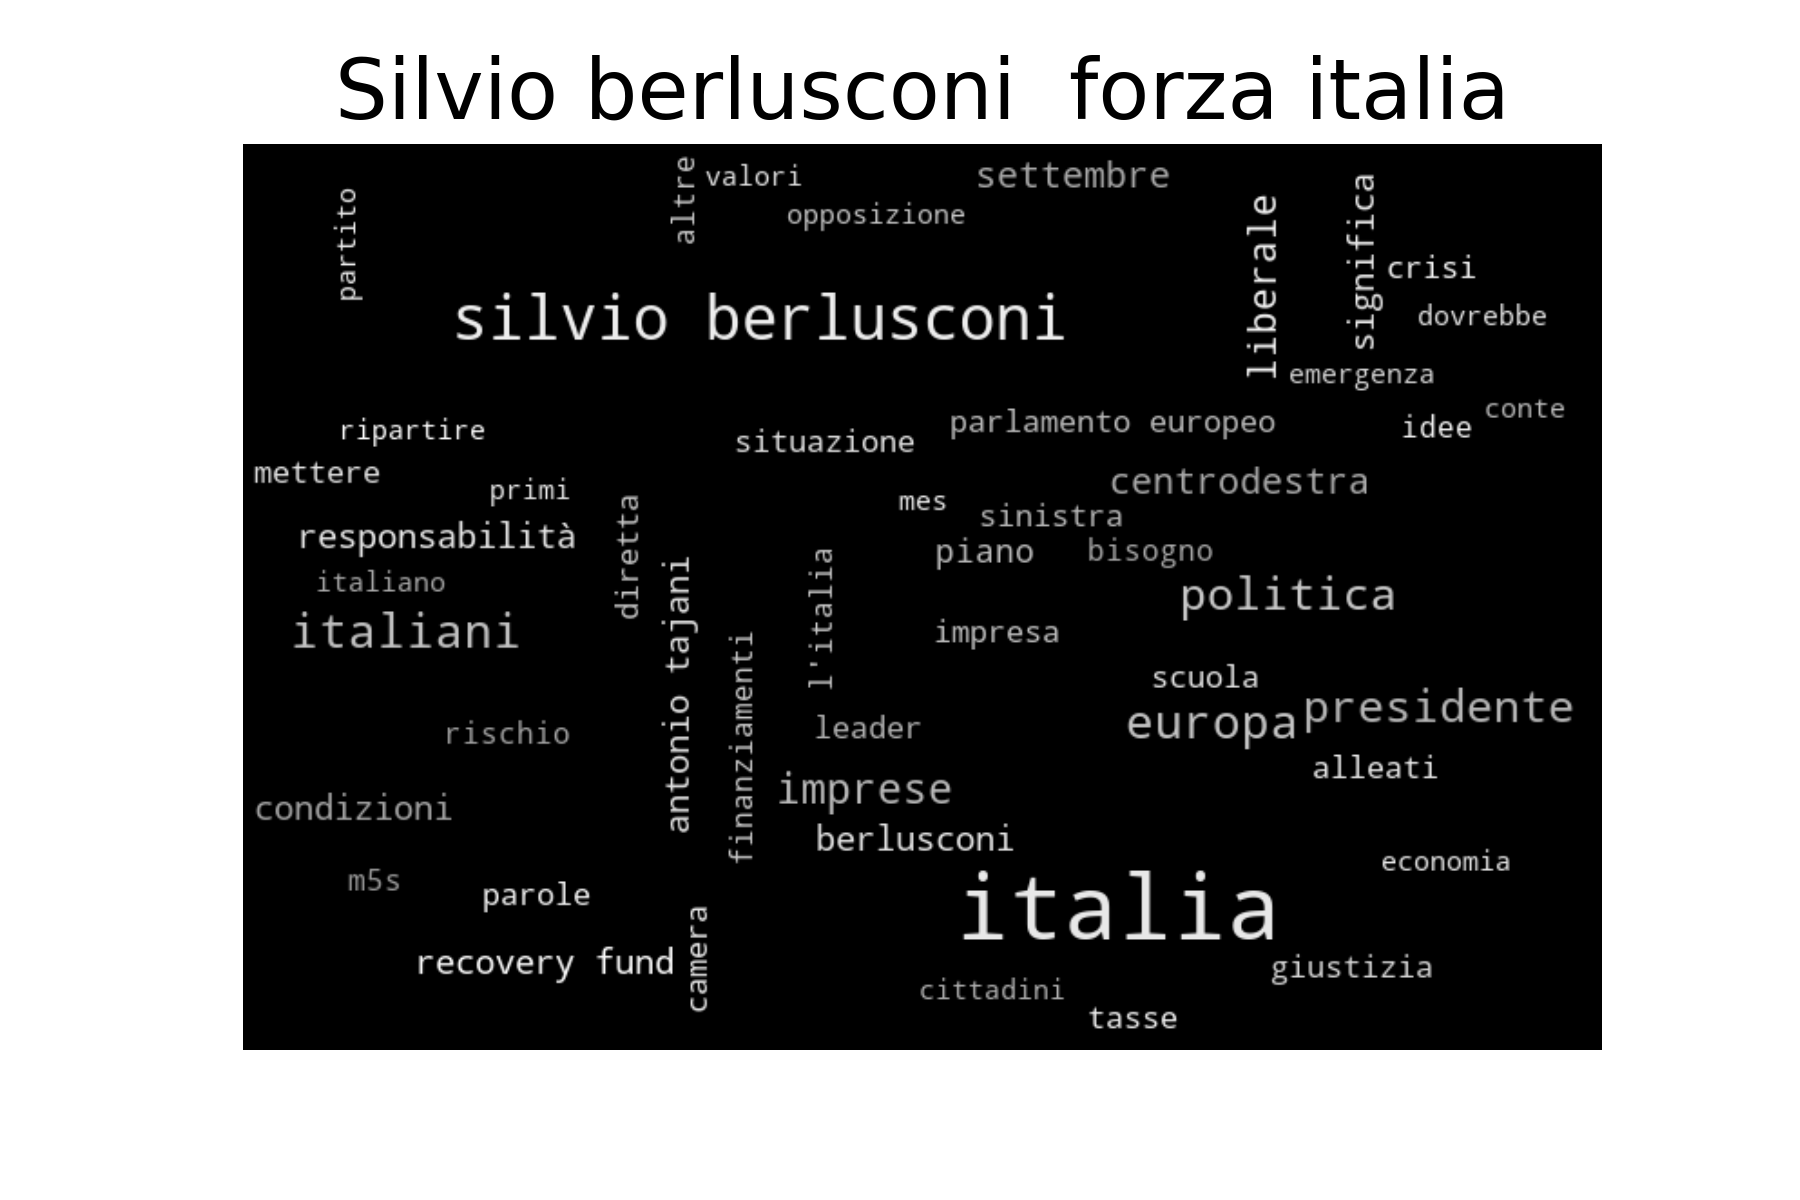 Silvio berlusconi  forza italia
partito
altre
valori
settembre
opposizione
liberale
significa
crisi
dovrebbe
silvio berlusconi
emergenza
conte
ripartire
situazione
parlamento europeo
idee
mettere
primi
centrodestra
mes
sinistra
responsabilità
diretta
piano
bisogno
italiano
antonio tajani
l'italia
politica
italiani
impresa
finanziamenti
scuola
rischio
leader
europa
presidente
alleati
condizioni
imprese
berlusconi
economia
m5s
parole
italia
recovery fund
camera
giustizia
cittadini
tasse